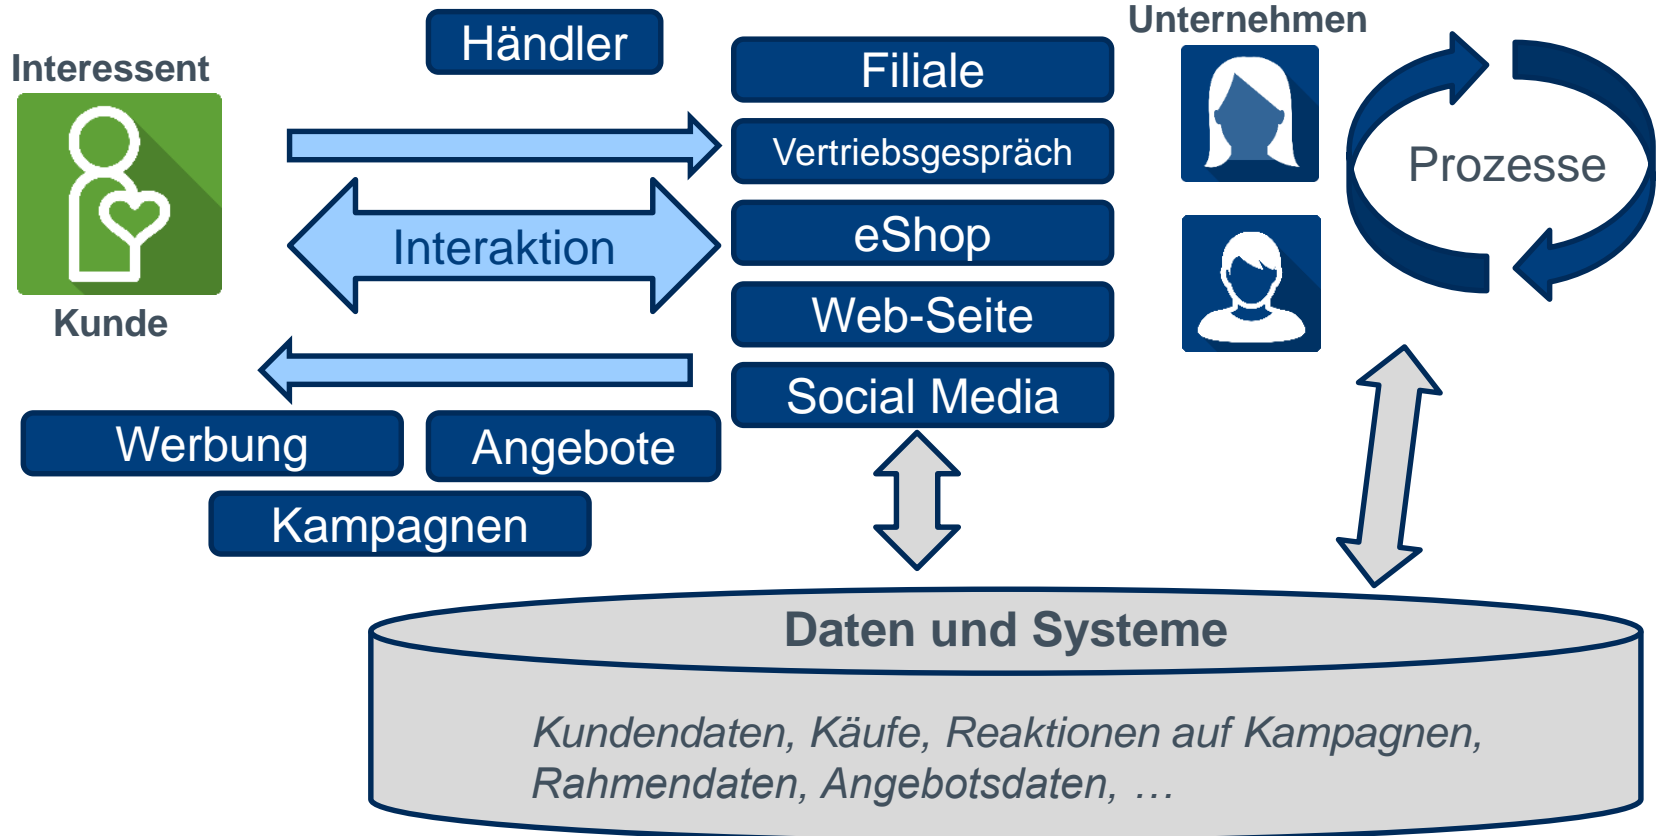 Unternehmen
Händler
Interessent
Filiale
Vertriebsgespräch
Prozesse
Interaktion
eShop
Kunde
Web-Seite
Social Media
Werbung
Angebote
Kampagnen
Daten und Systeme
Kundendaten, Käufe, Reaktionen auf Kampagnen,
Rahmendaten, Angebotsdaten, …